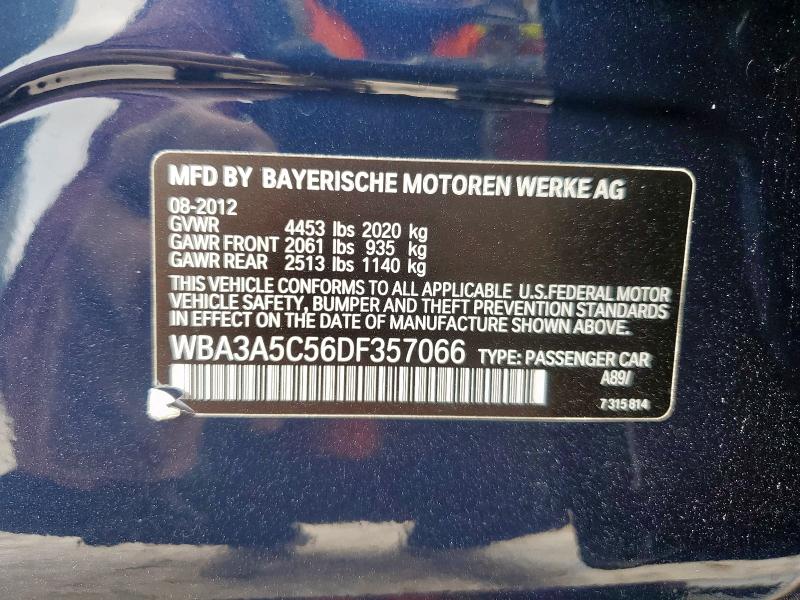 MFD BY BAYERISCHE MOTOREN WERKE AG
08-2012
GVWR 4453 lbs 2020 kg
GAWR FRONT 2061 lbs 935 kg
GAWR REAR 2513 lbs 1140 kg
THIS VEHICLE CONFORMS TO ALL APPLICABLE U.S.FEDERAL MOTOR
VEHICLE SAFETY, BUMPER AND THEFT PREVENTION STANDARDS
IN EFFECT ON THE DATE OF MANUFACTURE SHOWN ABOVE.
WBA3A5C56DF357066 TYPE: PASSENGER CAR
A89/
7 315 814